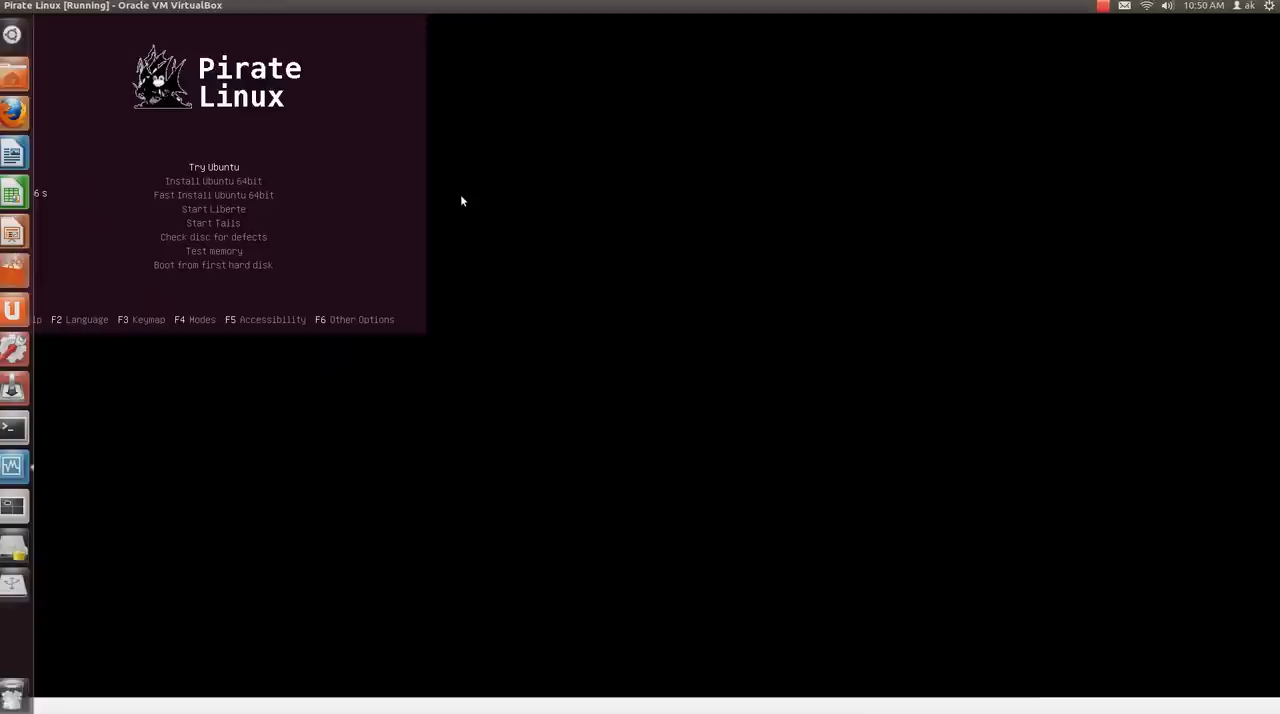 Pirate Linux [Running] - Oracle VM VirtualBox
10:50 AM
ak
Pirate
Linux
Try Ubuntu
Install Ubuntu 64bit
6 s
Fast Install Ubuntu 64bit
Start Liberte
Start Tails
Check disc for defects
Test memory
Boot from first hard disk
lp F2 Language F3 Keymap F4 Modes F5 Accessibility F6 Other Options